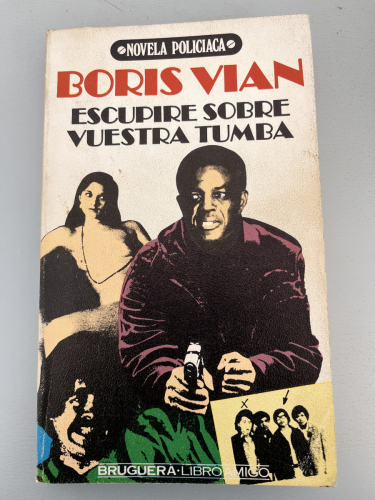 NOVELA POLICIACA
BORIS VIAN
ESCUPIRE SOBRE
VUESTRA TUMBA
X
BRUGUERA·LIBRO AMIGO